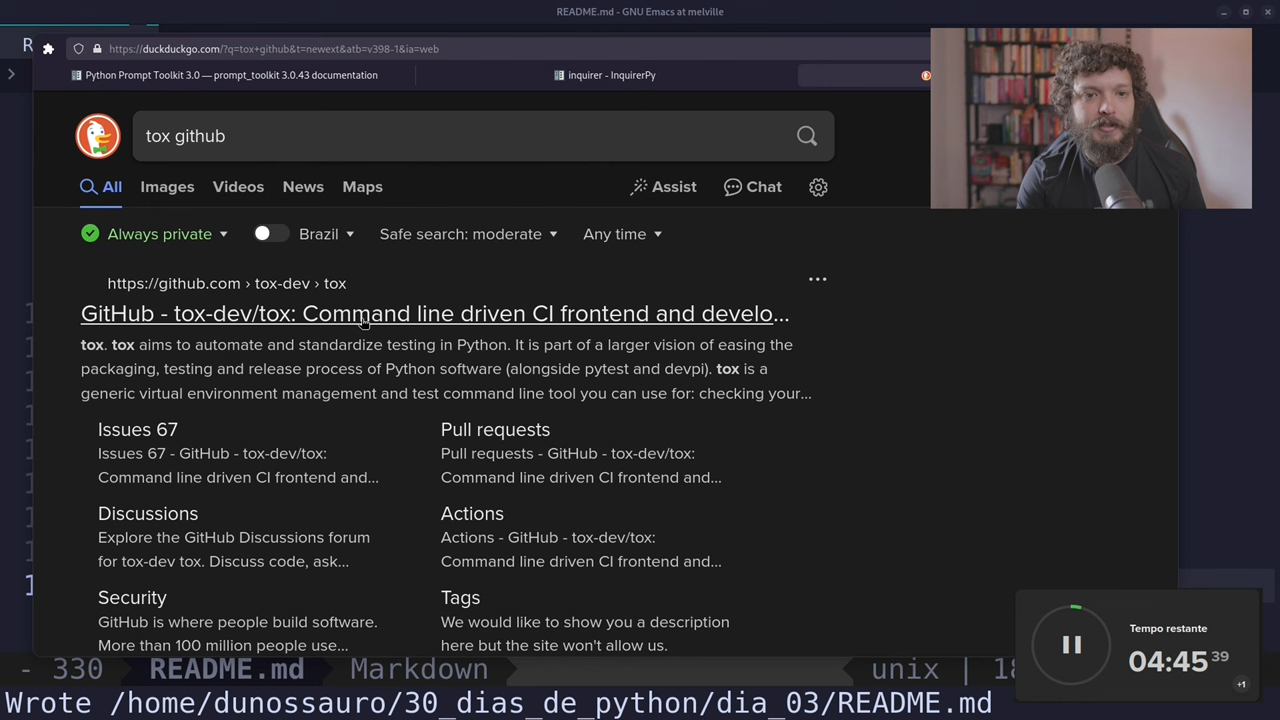 README.md - GNU Emacs at melville
R
https://duckduckgo.com/?q=tox+github&t=newext&atb=v398-1&ia=web
Python Prompt Toolkit 3.0 — prompt_toolkit 3.0.43 documentation
inquirer - InquirerPy
tox github
All Images Videos News Maps Assist Chat
Always private Brazil Safe search: moderate Any time
https://github.com › tox-dev › tox
GitHub - tox-dev/tox: Command line driven CI frontend and develo...
tox. tox aims to automate and standardize testing in Python. It is part of a larger vision of easing the
packaging, testing and release process of Python software (alongside pytest and devpi). tox is a
generic virtual environment management and test command line tool you can use for: checking your...
Issues 67
Issues 67 - GitHub - tox-dev/tox:
Command line driven CI frontend and...
Pull requests
Pull requests - GitHub - tox-dev/tox:
Command line driven CI frontend and...
Discussions
Explore the GitHub Discussions forum
for tox-dev tox. Discuss code, ask...
Actions
Actions - GitHub - tox-dev/tox:
Command line driven CI frontend and...
Security
GitHub is where people build software.
More than 100 million people use...
Tags
We would like to show you a description
here but the site won't allow us.
Tempo restante
04:45 39
+1
- 330 README.md Markdown unix | 18
Wrote /home/dunossauro/30_dias_de_python/dia_03/README.md